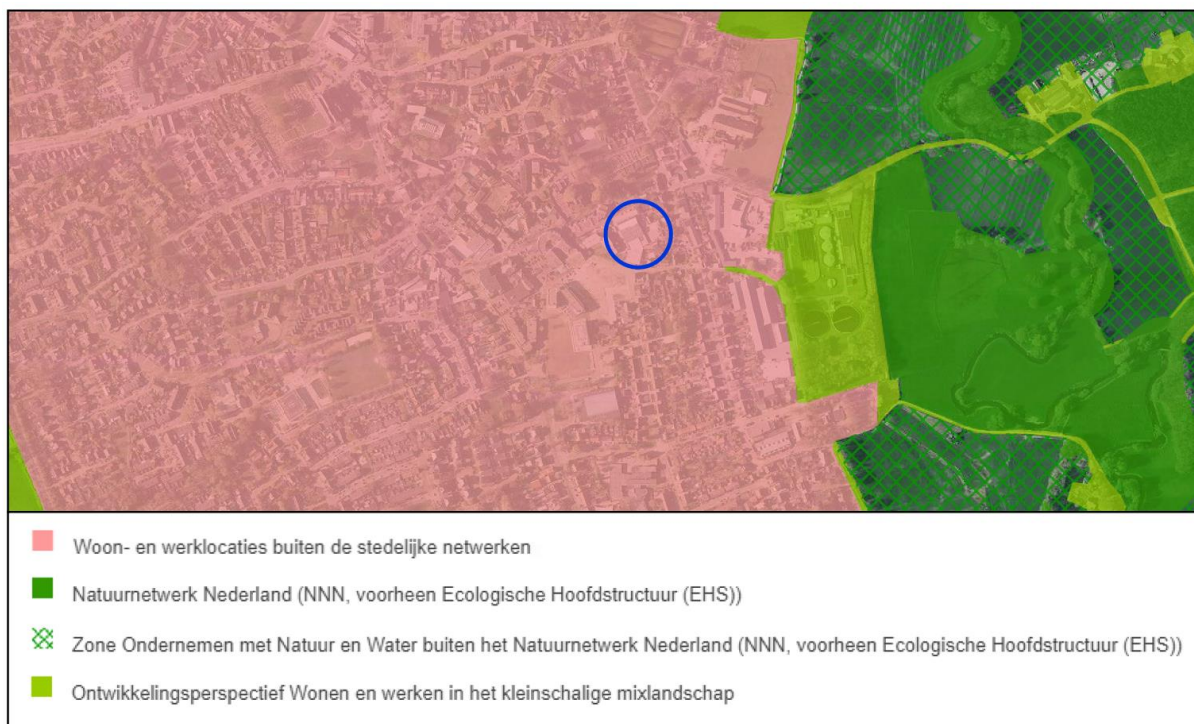 Woon- en werklocaties buiten de stedelijke netwerken
Natuurnetwerk Nederland (NNN, voorheen Ecologische Hoofdstructuur (EHS))
Zone Ondernemen met Natuur en Water buiten het Natuurnetwerk Nederland (NNN, voorheen Ecologische Hoofdstructuur (EHS))
Ontwikkelingsperspectief Wonen en werken in het kleinschalige mixlandschap